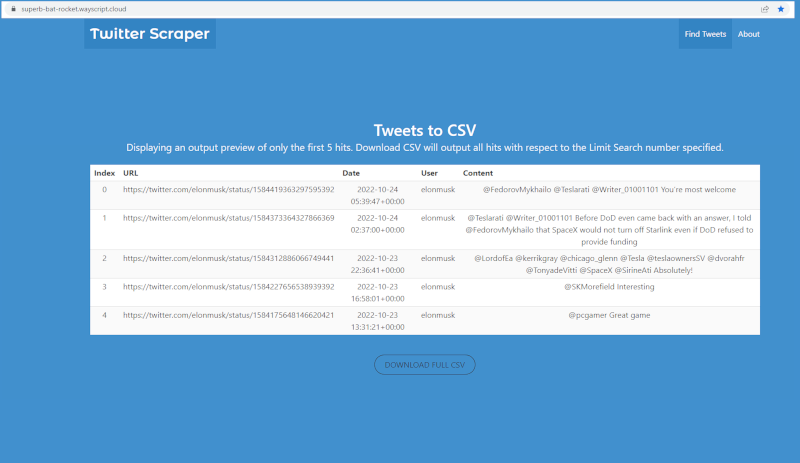 superb-bat-rocket.wayscript.cloud
Twitter Scraper
Find Tweets
About
Tweets to CSV
Displaying an output preview of only the first 5 hits. Download CSV will output all hits with respect to the Limit Search number specified.
Index URL Date User Content
0 https://twitter.com/elonmusk/status/1584419363297595392 2022-10-24 elonmusk @FedorovMykhailo @Teslarati @Writer_01001101 You're most welcome
05:39:47+00:00
1 https://twitter.com/elonmusk/status/1584373364327866369 2022-10-24 elonmusk @Teslarati @Writer_01001101 Before DoD even came back with an answer, I told
02:37:00+00:00 @FedorovMykhailo that SpaceX would not turn off Starlink even if DoD refused to
provide funding
2 https://twitter.com/elonmusk/status/1584312886066749441 2022-10-23 elonmusk @LordofEa @kerrikgray @chicago_glenn @Tesla @teslaownersSV @dvorahfr
22:36:41+00:00 @TonyadeVitti @SpaceX @SirineAti Absolutely!
3 https://twitter.com/elonmusk/status/1584227656538939392 2022-10-23 elonmusk @SKMorefield Interesting
16:58:01+00:00
4 https://twitter.com/elonmusk/status/1584175648146620421 2022-10-23 elonmusk @pcgamer Great game
13:31:21+00:00
DOWNLOAD FULL CSV